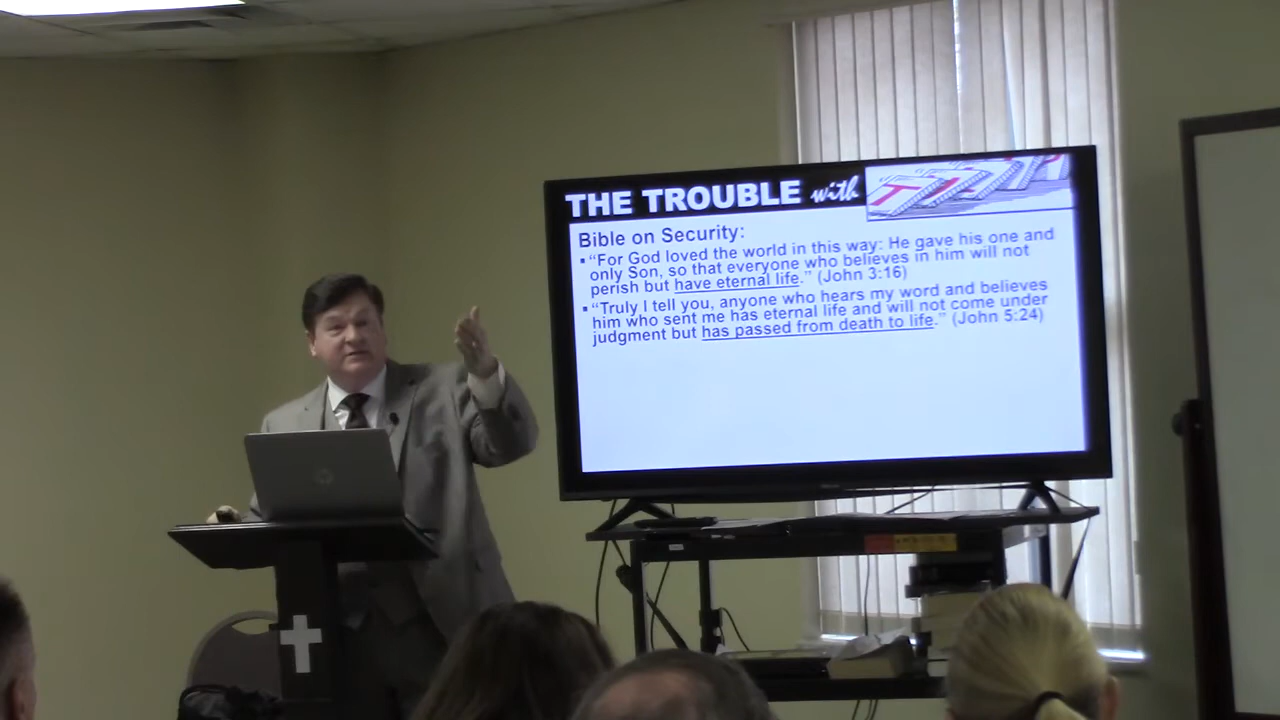 THE TROUBLE with
Bible on Security:
▪ “For God loved the world in this way: He gave his one and
only Son, so that everyone who believes in him will not
perish but have eternal life.” (John 3:16)
▪ “Truly I tell you, anyone who hears my word and believes
him who sent me has eternal life and will not come under
judgment but has passed from death to life.” (John 5:24)